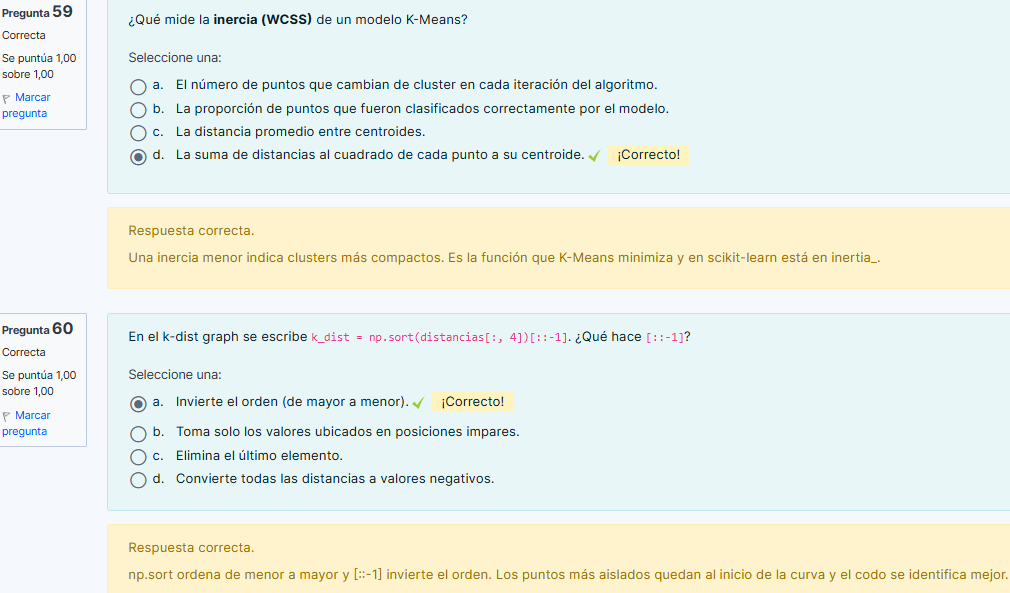 Pregunta 59
Correcta
Se puntúa 1,00
sobre 1,00
Marcar
pregunta
¿Qué mide la inercia (WCSS) de un modelo K-Means?
Seleccione una:
a. El número de puntos que cambian de cluster en cada iteración del algoritmo.
b. La proporción de puntos que fueron clasificados correctamente por el modelo.
c. La distancia promedio entre centroides.
d. La suma de distancias al cuadrado de cada punto a su centroide. ¡Correcto!
Respuesta correcta.
Una inercia menor indica clusters más compactos. Es la función que K-Means minimiza y en scikit-learn está en inertia_.
Pregunta 60
Correcta
Se puntúa 1,00
sobre 1,00
Marcar
pregunta
En el k-dist graph se escribe k_dist = np.sort(distancias[:, 4])[::-1]. ¿Qué hace [::-1]?
Seleccione una:
a. Invierte el orden (de mayor a menor). ¡Correcto!
b. Toma solo los valores ubicados en posiciones impares.
c. Elimina el último elemento.
d. Convierte todas las distancias a valores negativos.
Respuesta correcta.
np.sort ordena de menor a mayor y [::-1] invierte el orden. Los puntos más aislados quedan al inicio de la curva y el codo se identifica mejor.